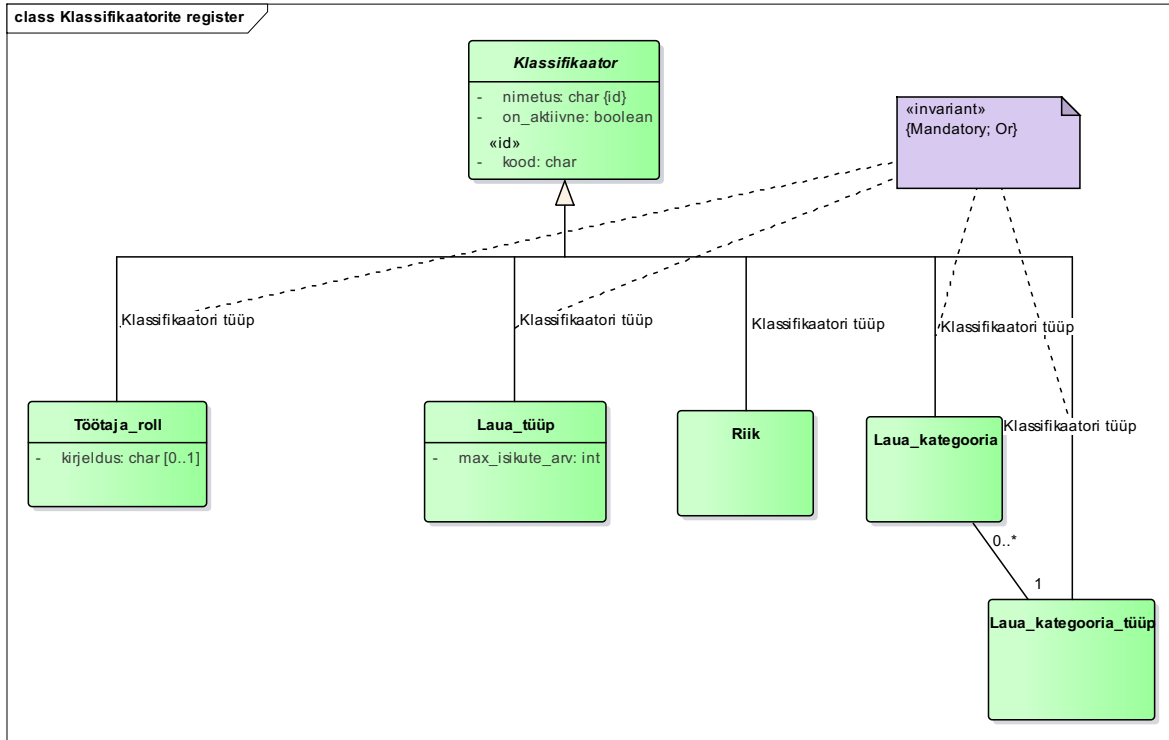 class Klassifikaatorite register
Klassifikaator
- nimetus: char {id}
- on_aktiivne: boolean
«id»
- kood: char
«invariant»
{Mandatory; Or}
Klassifikaatori tüüp
Klassifikaatori tüüp
Klassifikaatori tüüp
Klassifikaatori tüüp
Klassifikaatori tüüp
Töötaja_roll
- kirjeldus: char [0..1]
Laua_tüüp
- max_isikute_arv: int
Riik
Laua_kategooria
0..*
1
Laua_kategooria_tüüp